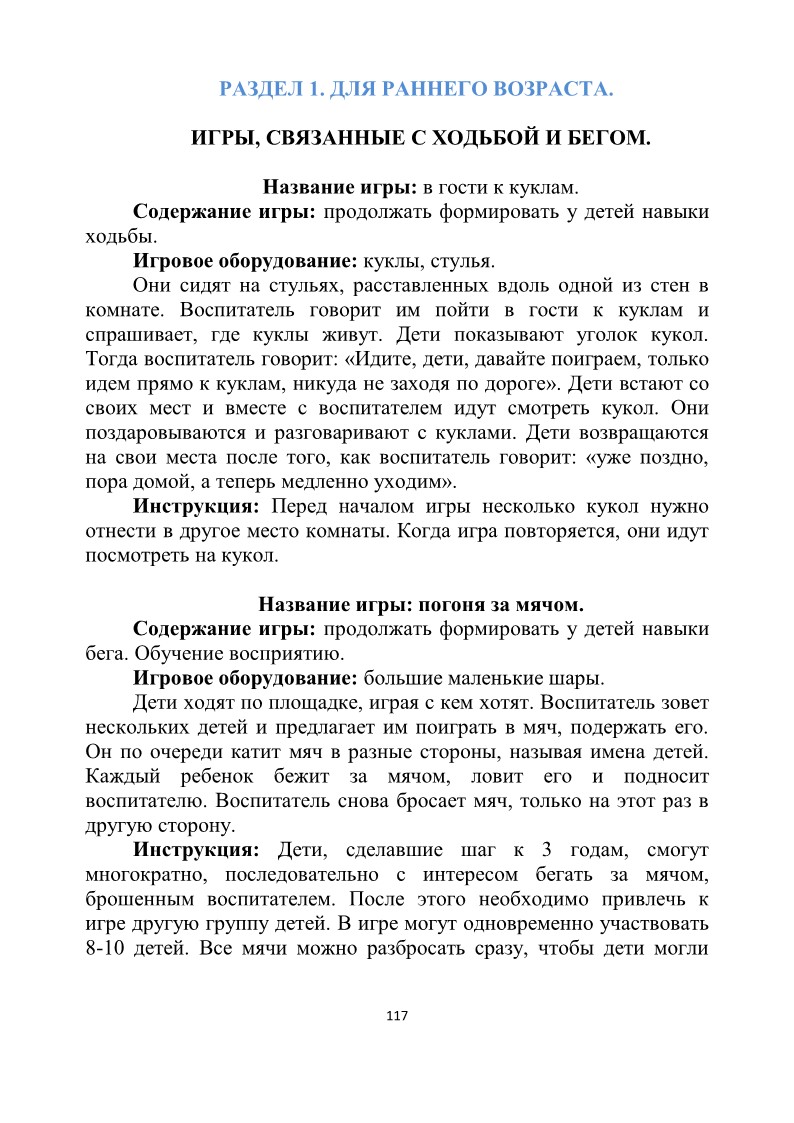 РАЗДЕЛ 1. ДЛЯ РАННЕГО ВОЗРАСТА.
ИГРЫ, СВЯЗАННЫЕ С ХОДЬБОЙ И БЕГОМ.
Название игры: в гости к куклам.
Содержание игры: продолжать формировать у детей навыки
ходьбы.
Игровое оборудование: куклы, стулья.
Они сидят на стульях, расставленных вдоль одной из стен в
комнате. Воспитатель говорит им пойти в гости к куклам и
спрашивает, где куклы живут. Дети показывают уголок кукол.
Тогда воспитатель говорит: «Идите, дети, давайте поиграем, только
идем прямо к куклам, никуда не заходя по дороге». Дети встают со
своих мест и вместе с воспитателем идут смотреть кукол. Они
поздаровываются и разговаривают с куклами. Дети возвращаются
на свои места после того, как воспитатель говорит: «уже поздно,
пора домой, а теперь медленно уходим».
Инструкция: Перед началом игры несколько кукол нужно
отнести в другое место комнаты. Когда игра повторяется, они идут
посмотреть на кукол.
Название игры: погоня за мячом.
Содержание игры: продолжать формировать у детей навыки
бега. Обучение восприятию.
Игровое оборудование: большие маленькие шары.
Дети ходят по площадке, играя с кем хотят. Воспитатель зовет
нескольких детей и предлагает им поиграть в мяч, подержать его.
Он по очереди катит мяч в разные стороны, называя имена детей.
Каждый ребенок бежит за мячом, ловит его и подносит
воспитателю. Воспитатель снова бросает мяч, только на этот раз в
другую сторону.
Инструкция: Дети, сделавшие шаг к 3 годам, смогут
многократно, последовательно с интересом бегать за мячом,
брошенным воспитателем. После этого необходимо привлечь к
игре другую группу детей. В игре могут одновременно участвовать
8-10 детей. Все мячи можно разбросать сразу, чтобы дети могли
117